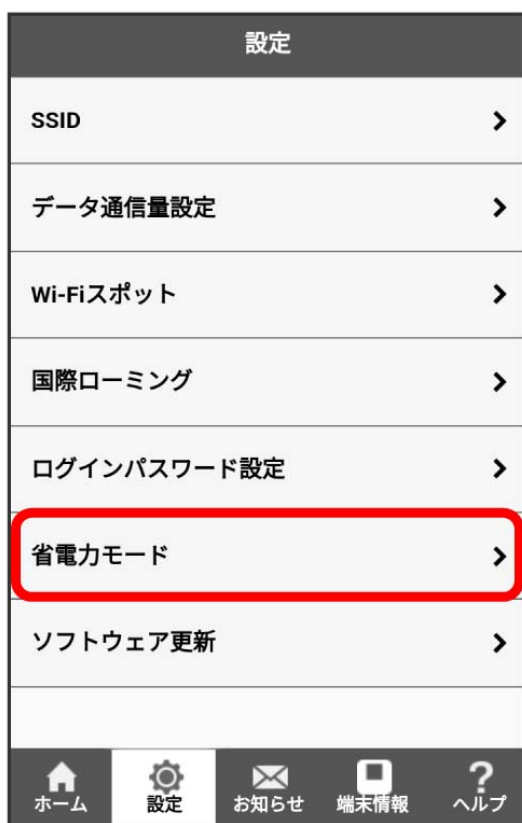 設定
SSID
データ通信量設定
Wi-Fiスポット
国際ローミング
ログインパスワード設定
省電力モード
ソフトウェア更新
ホーム
設定
お知らせ
端末情報
ヘルプ